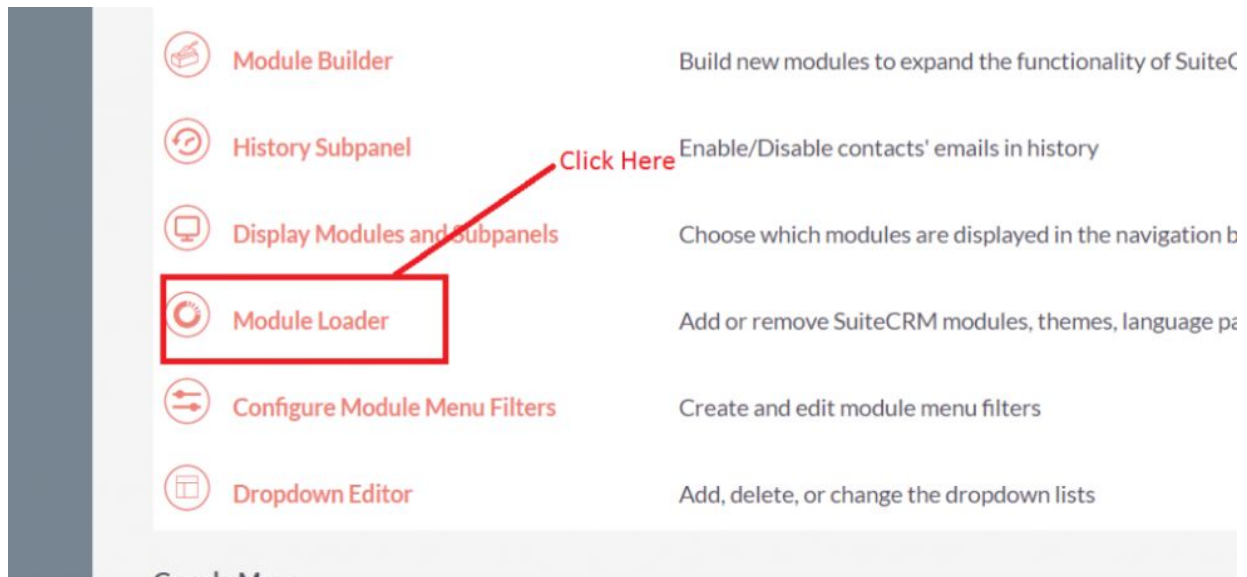 Module Builder Build new modules to expand the functionality of
History Subpanel Enable/Disable contacts' emails in history
Click Here
Display Modules and Subpanels Choose which modules are displayed in the navigation
Module Loader Add or remove SuiteCRM modules, themes, language
Configure Module Menu Filters Create and edit module menu filters
Dropdown Editor Add, delete, or change the dropdown lists